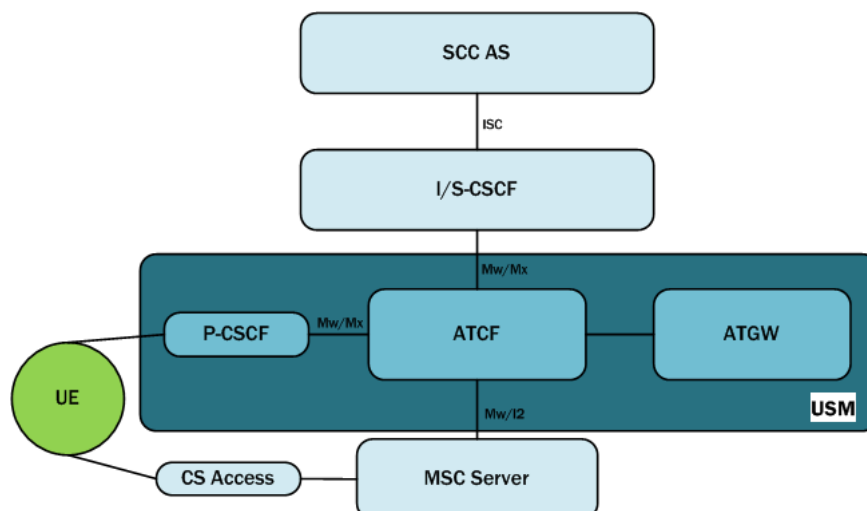 SCC AS
ISC
I/S-CSCF
Mw/Mx
P-CSCF
Mw/Mx
ATCF
ATGW
UE
USM
Mw/I2
CS Access
MSC Server